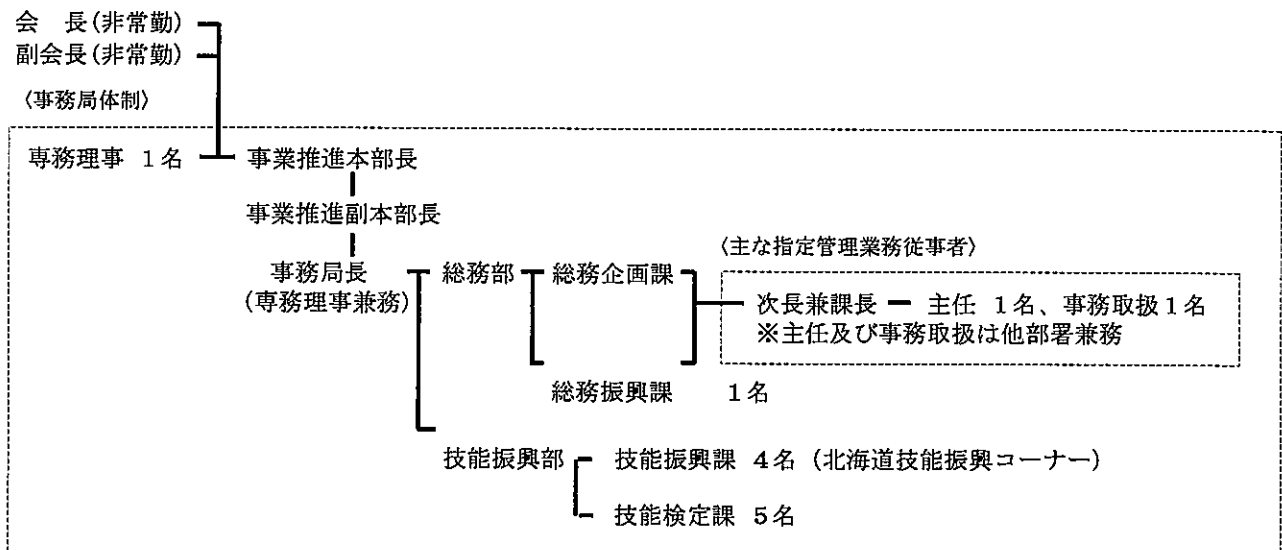 会　長(非常勤)
副会長(非常勤)
〈事務局体制〉
専務理事 1名
事業推進本部長
事業推進副本部長
〈主な指定管理業務従事者〉
事務局長
(専務理事兼務)
総務部
総務企画課
次長兼課長
主任 1名、事務取扱1名
※主任及び事務取扱は他部署兼務
総務振興課　1名
技能振興部
技能振興課 4名 (北海道技能振興コーナー)
技能検定課 5名